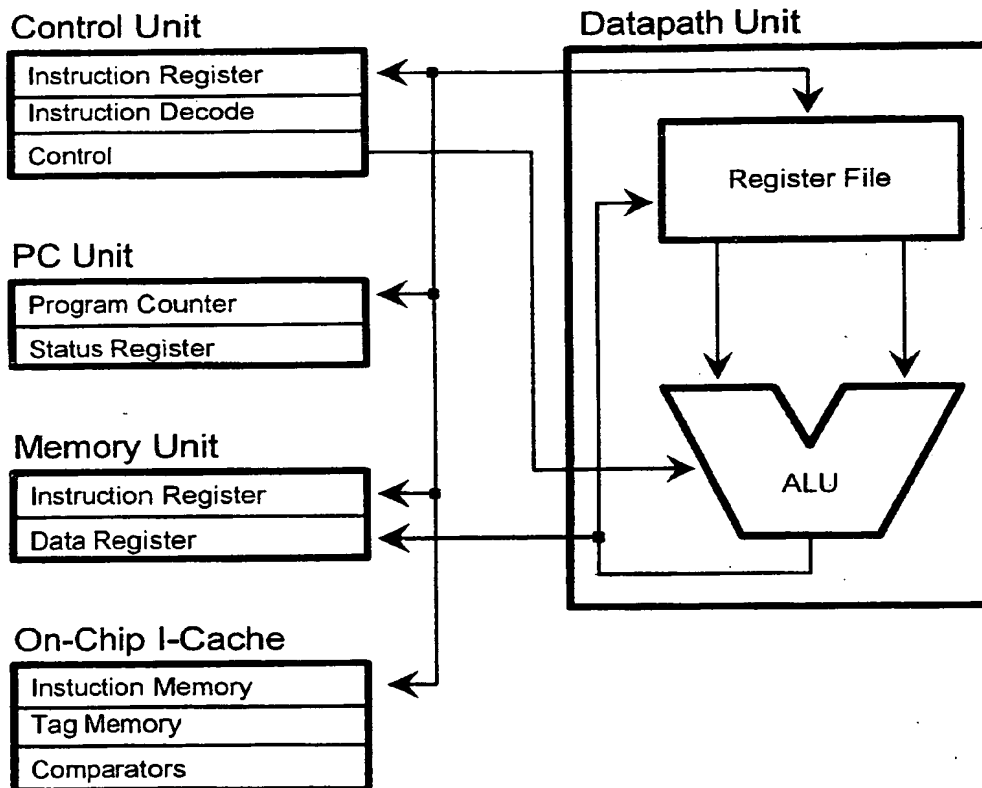 Control Unit
Instruction Register
Instruction Decode
Control
PC Unit
Program Counter
Status Register
Memory Unit
Instruction Register
Data Register
On-Chip I-Cache
Instuction Memory
Tag Memory
Comparators
Datapath Unit
Register File
ALU